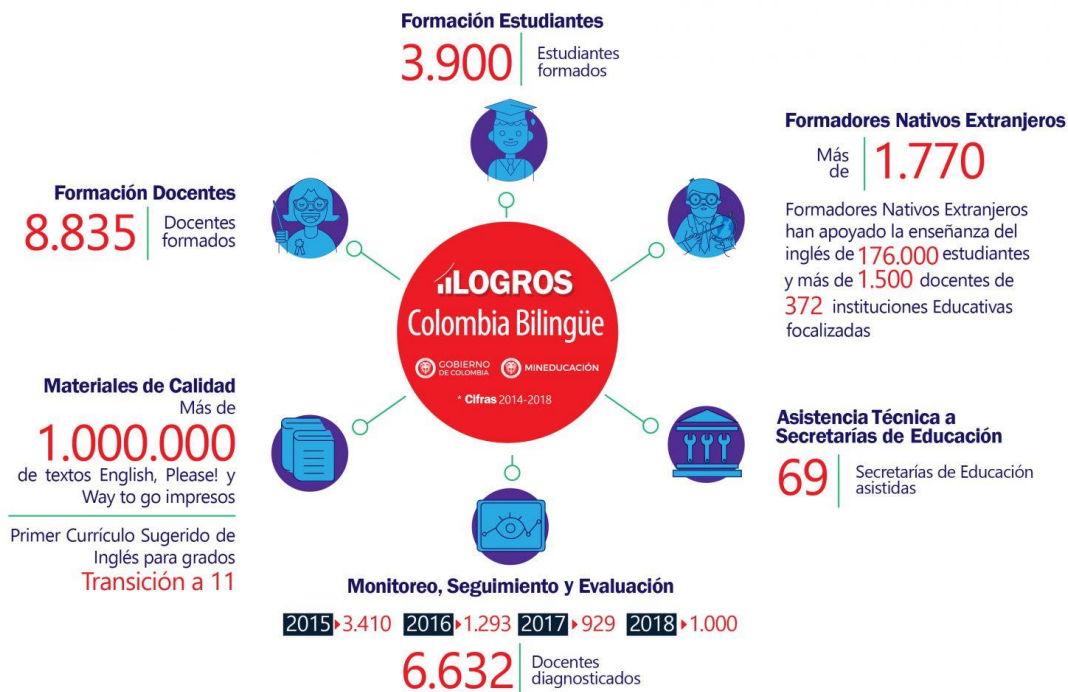 Formación Estudiantes
3.900
Estudiantes
formados
Formadores Nativos Extranjeros
Más
de
1.770
Formadores Nativos Extranjeros
han apoyado la enseñanza del
inglés de 176.000 estudiantes
y más de 1.500 docentes de
372 instituciones Educativas
focalizadas
Formación Docentes
8.835
Docentes
formados
LOGROS
Colombia Bilingüe
GOBIERNO
DE COLOMBIA
MINEDUCACIÓN
* Cifras 2014-2018
Materiales de Calidad
Más de
1.000.000
de textos English, Please! y
Way to go impresos
Primer Currículo Sugerido de
Inglés para grados
Transición a 11
Asistencia Técnica a
Secretarías de Educación
69
Secretarías de Educación
asistidas
Monitoreo, Seguimiento y Evaluación
2015 3.410 2016 1.293 2017 929 2018 1.000
6.632
Docentes
diagnosticados